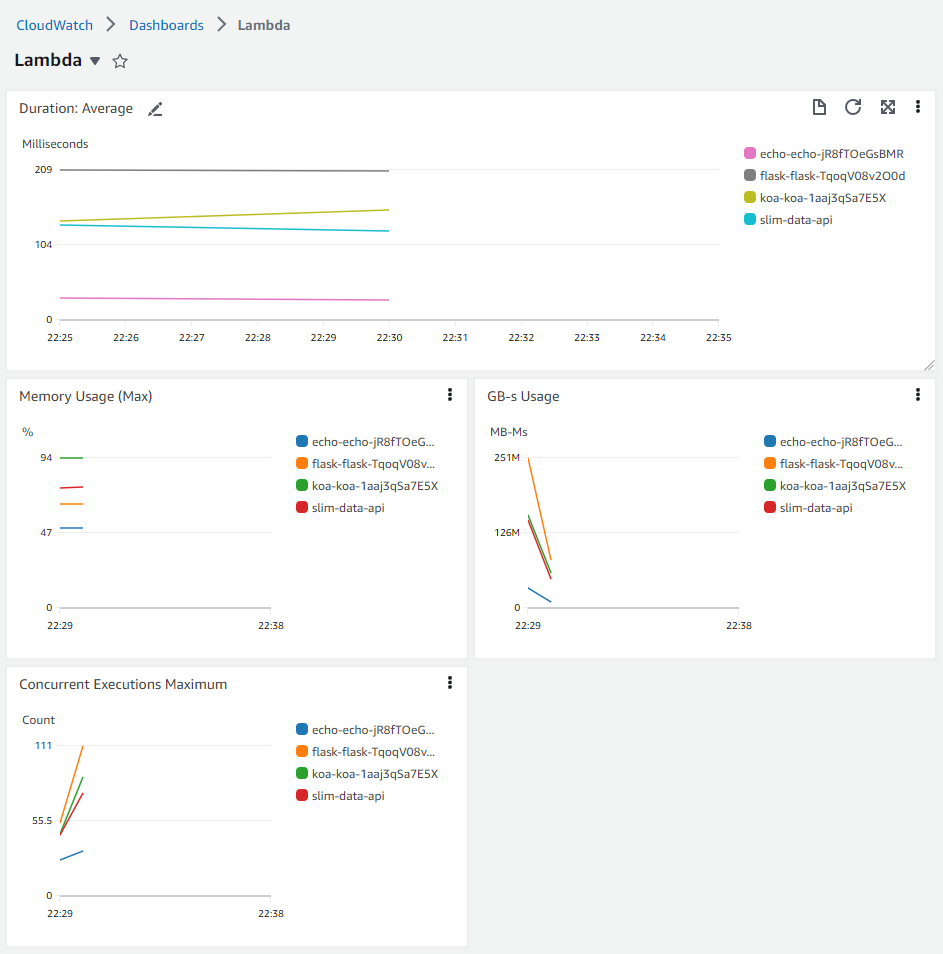 CloudWatch > Dashboards > Lambda
Lambda
Duration: Average
Milliseconds
209
104
0
22:25 22:26 22:27 22:28 22:29 22:30 22:31 22:32 22:33 22:34 22:35
echo-echo-jR8fTOeGsBMR
flask-flask-TqoqV08v2O0d
koa-koa-1aaj3qSa7E5X
slim-data-api
Memory Usage (Max)
%
94
47
0
22:29 22:38
echo-echo-jR8fTOeG...
flask-flask-TqoqV08v...
koa-koa-1aaj3qSa7E5X
slim-data-api
GB-s Usage
MB-Ms
251M
126M
0
22:29 22:38
echo-echo-jR8fTOeG...
flask-flask-TqoqV08v...
koa-koa-1aaj3qSa7E5X
slim-data-api
Concurrent Executions Maximum
Count
111
55.5
0
22:29 22:38
echo-echo-jR8fTOeG...
flask-flask-TqoqV08v...
koa-koa-1aaj3qSa7E5X
slim-data-api